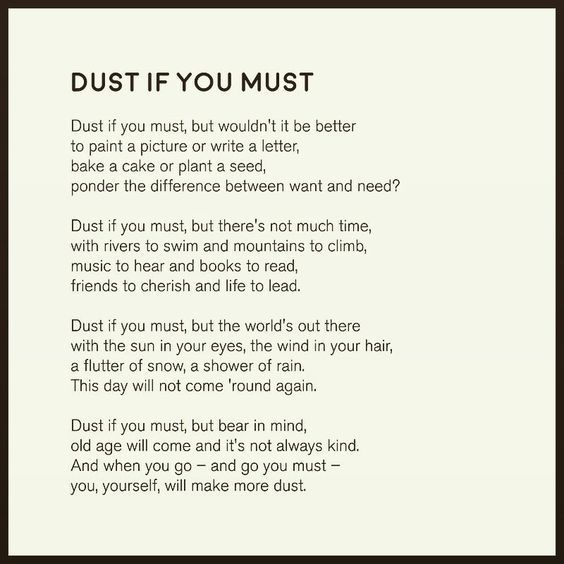 DUST IF YOU MUST
Dust if you must, but wouldn't it be better
to paint a picture or write a letter,
bake a cake or plant a seed,
ponder the difference between want and need?
Dust if you must, but there's not much time,
with rivers to swim and mountains to climb,
music to hear and books to read,
friends to cherish and life to lead.
Dust if you must, but the world's out there
with the sun in your eyes, the wind in your hair,
a flutter of snow, a shower of rain.
This day will not come 'round again.
Dust if you must, but bear in mind,
old age will come and it's not always kind.
And when you go – and go you must –
you, yourself, will make more dust.